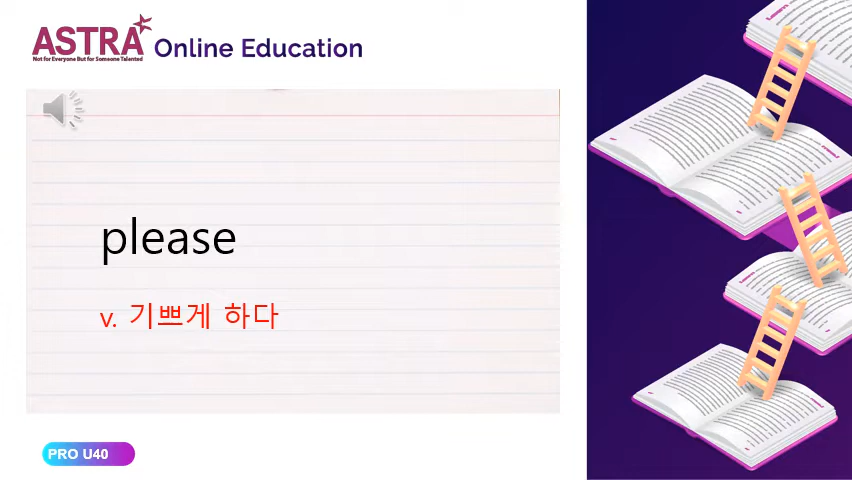 ASTRA Online Education
Not for Everyone But for Someone Talented
please
v. 기쁘게 하다
PRO U40